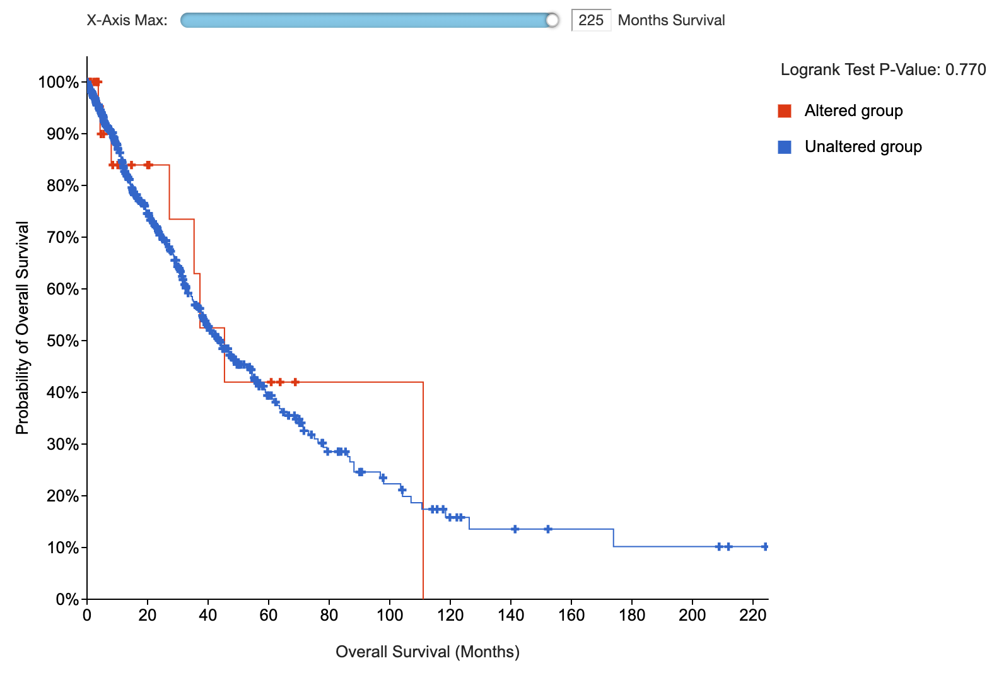 X-Axis Max: 225 Months Survival
Logrank Test P-Value: 0.770
Altered group
Unaltered group
Probability of Overall Survival
100%
90%
80%
70%
60%
50%
40%
30%
20%
10%
0%
0 20 40 60 80 100 120 140 160 180 200 220
Overall Survival (Months)